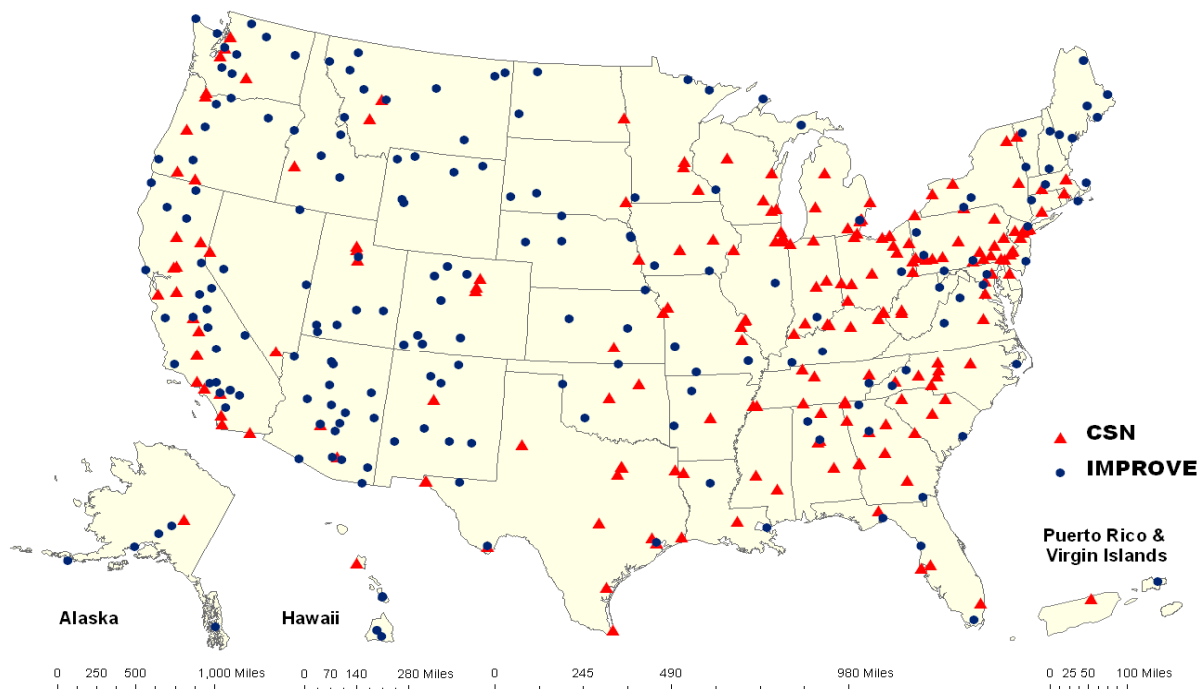 CSN
IMPROVE
Puerto Rico &
Virgin Islands
Alaska
Hawaii
0 250 500 1,000 Miles
0 70 140 280 Miles
0 245 490 980 Miles
0 25 50 100 Miles